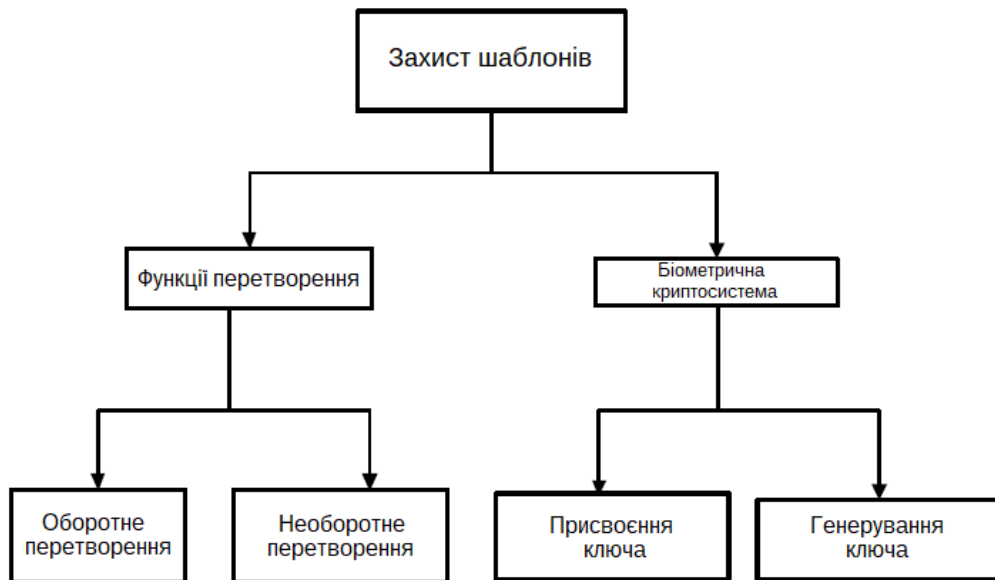 Захист шаблонів
Функції перетворення
Біометрична
криптосистема
Оборотне
перетворення
Необоротне
перетворення
Присвоєння
ключа
Генерування
ключа